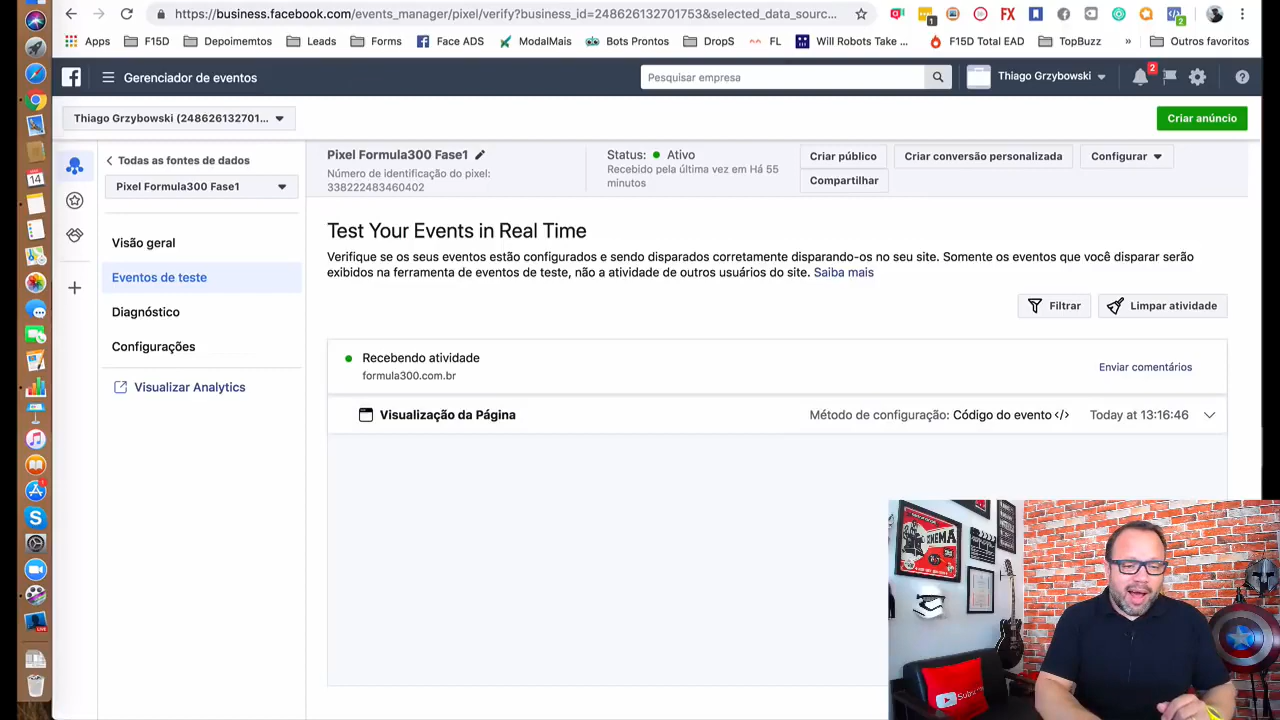 https://business.facebook.com/events_manager/pixel/verify?business_id=248626132701753&selected_data_sourc...
Apps F15D Depoimemtos Leads Forms Face ADS ModalMais Bots Prontos DropS FL Will Robots Take ... F15D Total EAD TopBuzz » Outros favoritos
Gerenciador de eventos
Pesquisar empresa
Thiago Grzybowski
2
Thiago Grzybowski (248626132701...
Criar anúncio
Todas as fontes de dados
Pixel Formula300 Fase1
Visão geral
Eventos de teste
Diagnóstico
Configurações
Visualizar Analytics
Pixel Formula300 Fase1
Número de identificação do pixel:
338222483460402
Status: Ativo
Recebido pela última vez em Há 55
minutos
Criar público
Criar conversão personalizada
Configurar
Compartilhar
Test Your Events in Real Time
Verifique se os seus eventos estão configurados e sendo disparados corretamente disparando-os no seu site. Somente os eventos que você disparar serão
exibidos na ferramenta de eventos de teste, não a atividade de outros usuários do site. Saiba mais
Filtrar
Limpar atividade
Recebendo atividade
formula300.com.br
Enviar comentários
Visualização da Página
Método de configuração: Código do evento </>
Today at 13:16:46
CINEMA